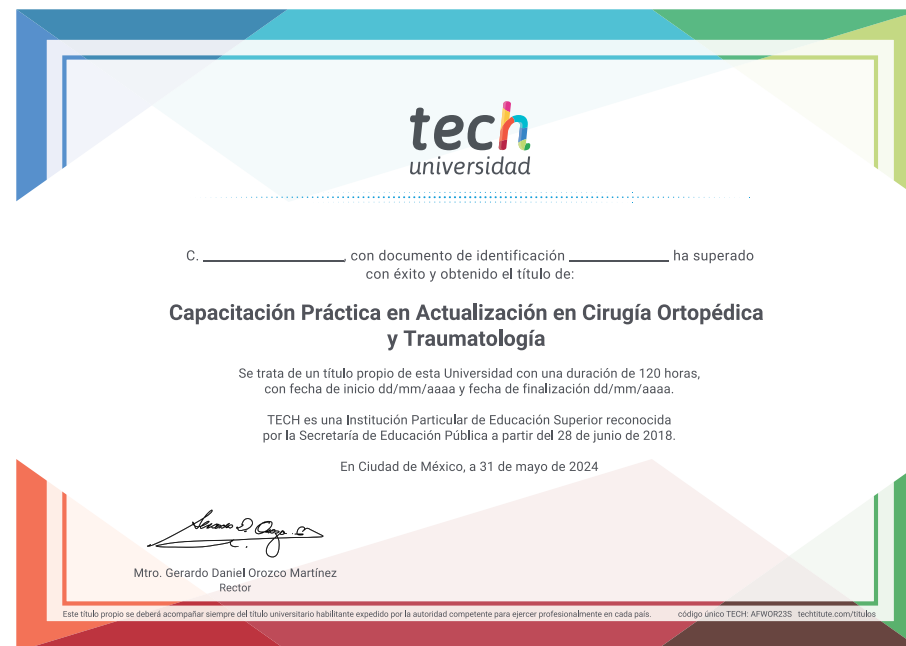 tech
universidad
C. ____________, con documento de identificación ____________ ha superado
con éxito y obtenido el título de:
Capacitación Práctica en Actualización en Cirugía Ortopédica
y Traumatología
Se trata de un título propio de esta Universidad con una duración de 120 horas,
con fecha de inicio dd/mm/aaaa y fecha de finalización dd/mm/aaaa.
TECH es una Institución Particular de Educación Superior reconocida
por la Secretaría de Educación Pública a partir del 28 de junio de 2018.
En Ciudad de México, a 31 de mayo de 2024
Mtro. Gerardo Daniel Orozco Martínez
Rector
Este título propio se deberá acompañar siempre del título universitario habilitante expedido por la autoridad competente para ejercer profesionalmente en cada país. código único TECH: AFWOR23S techtitute.com/titulos